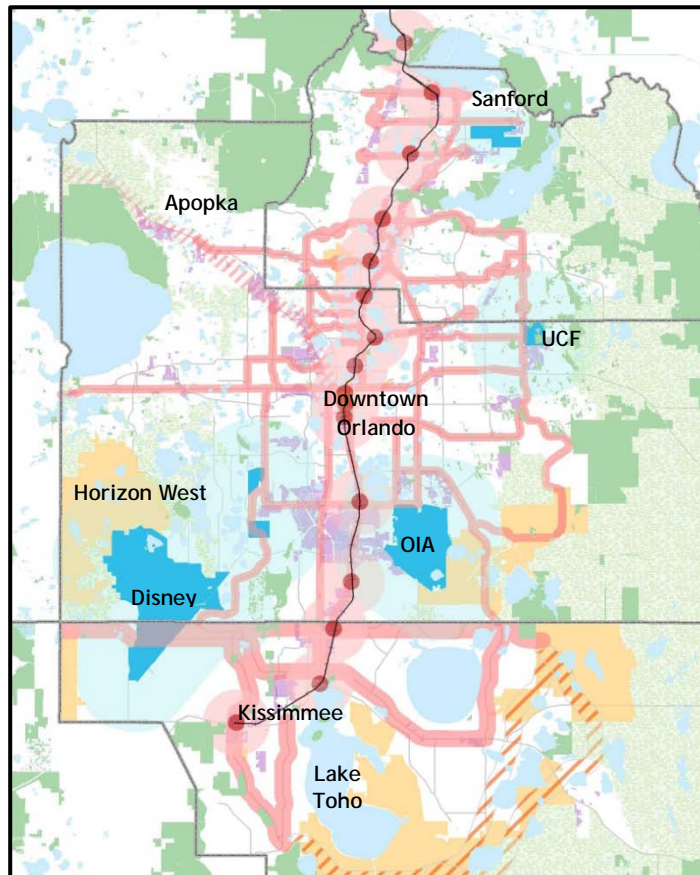 Sanford
Apopka
UCF
Downtown
Orlando
Horizon West
OIA
Disney
Kissimmee
Lake
Toho